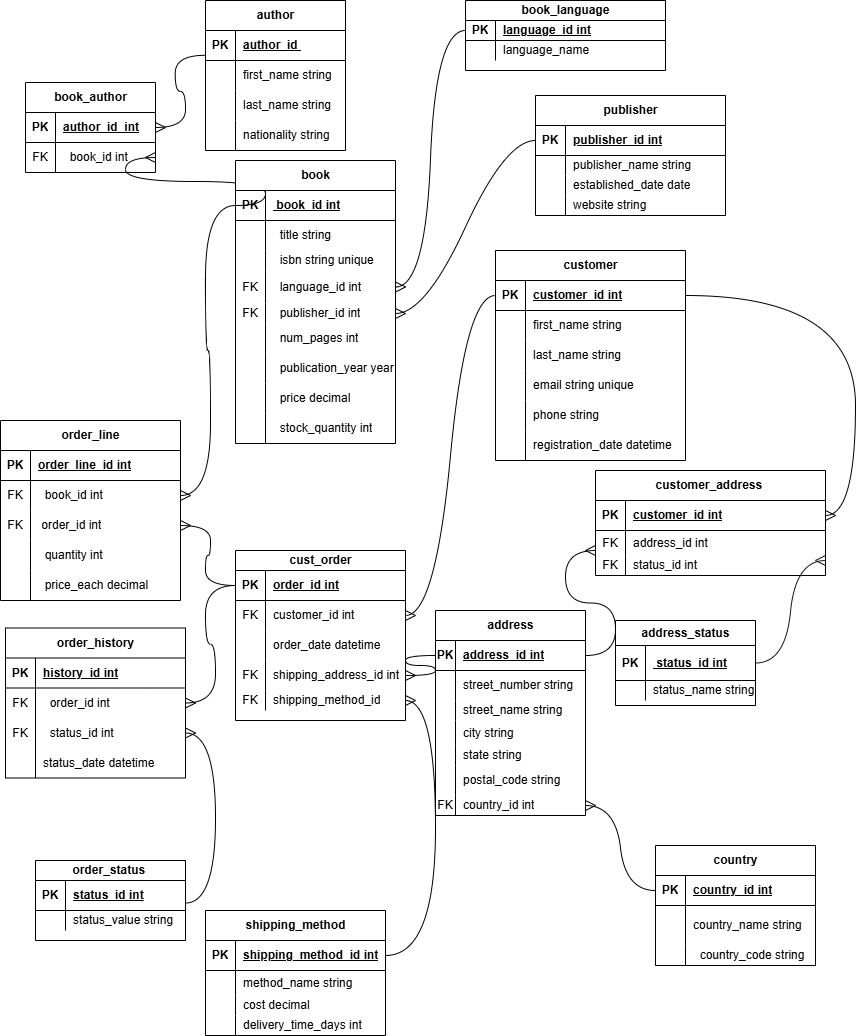 author
PK author_id
first_name string
last_name string
nationality string
book_language
PK language_id int
language_name
book_author
PK author_id int
FK book_id int
publisher
PK publisher_id int
publisher_name string
established_date date
website string
book
PK book_id int
title string
isbn string unique
FK language_id int
FK publisher_id int
num_pages int
publication_year year
price decimal
stock_quantity int
customer
PK customer_id int
first_name string
last_name string
email string unique
phone string
registration_date datetime
order_line
PK order_line_id int
FK book_id int
FK order_id int
quantity int
price_each decimal
customer_address
PK customer_id int
FK address_id int
FK status_id int
cust_order
PK order_id int
FK customer_id int
order_date datetime
FK shipping_address_id int
FK shipping_method_id
address
PK address_id int
street_number string
street_name string
city string
state string
postal_code string
FK country_id int
address_status
PK status_id int
status_name string
order_history
PK history_id int
FK order_id int
FK status_id int
status_date datetime
order_status
PK status_id int
status_value string
shipping_method
PK shipping_method_id int
method_name string
cost decimal
delivery_time_days int
country
PK country_id int
country_name string
country_code string